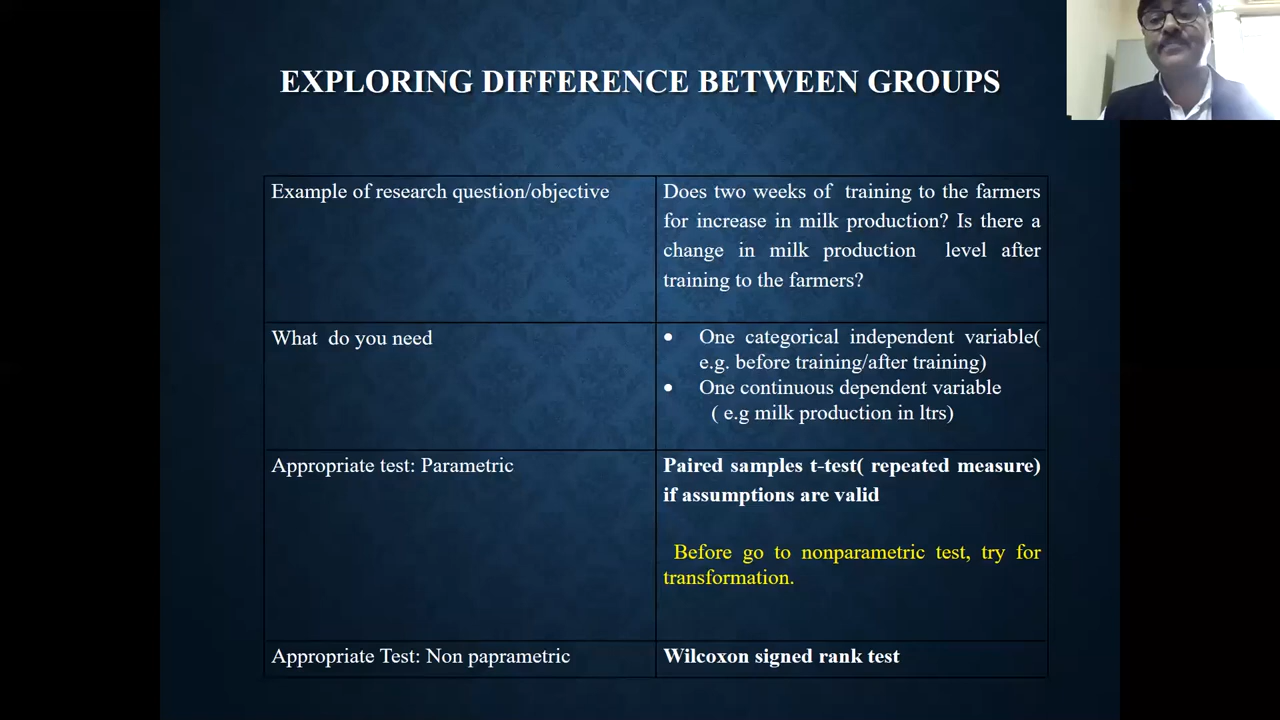 EXPLORING DIFFERENCE BETWEEN GROUPS
Example of research question/objective
Does two weeks of training to the farmers
for increase in milk production? Is there a
change in milk production level after
training to the farmers?
What do you need
• One categorical independent variable(
e.g. before training/after training)
• One continuous dependent variable
( e.g milk production in ltrs)
Appropriate test: Parametric
Paired samples t-test( repeated measure)
if assumptions are valid
Before go to nonparametric test, try for
transformation.
Appropriate Test: Non paprametric
Wilcoxon signed rank test